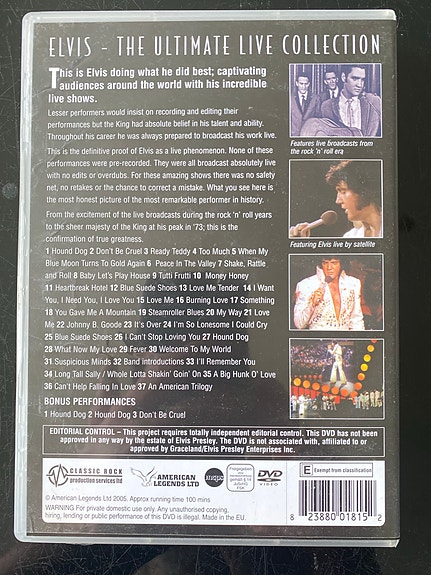 ELVIS – THE ULTIMATE LIVE COLLECTION
This is Elvis doing what he did best; captivating
audiences around the world with his incredible
live shows.
Lesser performers would insist on recording and editing their
performances but the King had absolute belief in his talent and ability.
Throughout his career he was always prepared to broadcast his work live.
This is the definitive proof of Elvis as a live phenomenon. None of these
performances were pre-recorded. They were all broadcast absolutely live
with no edits or overdubs. For these amazing shows there was no safety
net, no retakes or the chance to correct a mistake. What you see here is
the most honest picture of the most remarkable performer in history.
From the excitement of the live broadcasts during the rock 'n' roll years
to the sheer majesty of the King at his peak in '73; this is the
confirmation of true greatness.
1 Hound Dog 2 Don't Be Cruel 3 Ready Teddy 4 Too Much 5 When My
Blue Moon Turns To Gold Again 6 Peace In The Valley 7 Shake, Rattle
and Roll 8 Baby Let's Play House 9 Tutti Frutti 10 Money Honey
11 Heartbreak Hotel 12 Blue Suede Shoes 13 Love Me Tender 14 I Want
You, I Need You, I Love You 15 Love Me 16 Burning Love 17 Something
18 You Gave Me A Mountain 19 Steamroller Blues 20 My Way 21 Love
Me 22 Johnny B. Goode 23 It's Over 24 I'm So Lonesome I Could Cry
25 Blue Suede Shoes 26 I Can't Stop Loving You 27 Hound Dog
28 What Now My Love 29 Fever 30 Welcome To My World
31 Suspicious Minds 32 Band introductions 33 I'll Remember You
34 Long Tall Sally / Whole Lotta Shakin' Goin' On 35 A Big Hunk O' Love
36 Can't Help Falling In Love 37 An American Trilogy
BONUS PERFORMANCES
1 Hound Dog 2 Hound Dog 3 Don't Be Cruel
Features live broadcasts from
the rock 'n' roll era
Featuring Elvis live by satellite
EDITORIAL CONTROL – This project requires totally independent editorial control. This DVD has not been
approved in any way by the estate of Elvis Presley. The DVD is not associated with, affiliated to or
approved by Graceland/Elvis Presley Enterprises Inc.
CLASSIC ROCK
production services ltd
AMERICAN
LEGENDS LTD
DVD
VIDEO
E Exempt from classification
© American Legends Ltd 2005. Approx running time 100 mins
WARNING For private domestic use only. Any unauthorised copying,
hiring, lending or public performance of this DVD is illegal. Made in the EU.
8 23880 01815 2